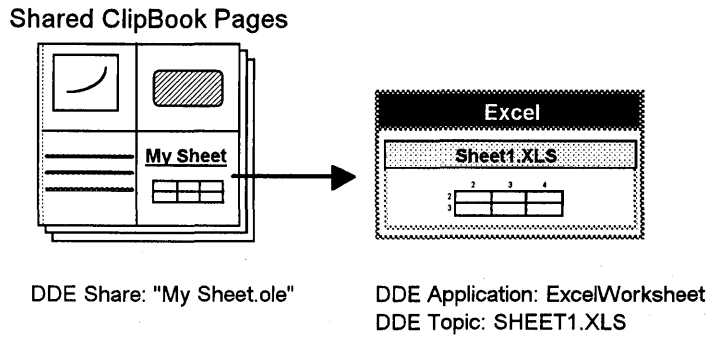 Shared ClipBook Pages
Excel
Sheet1.XLS
My Sheet
2 3 4
2
3
DDE Share: "My Sheet.ole"
DDE Application: ExcelWorksheet
DDE Topic: SHEET1.XLS